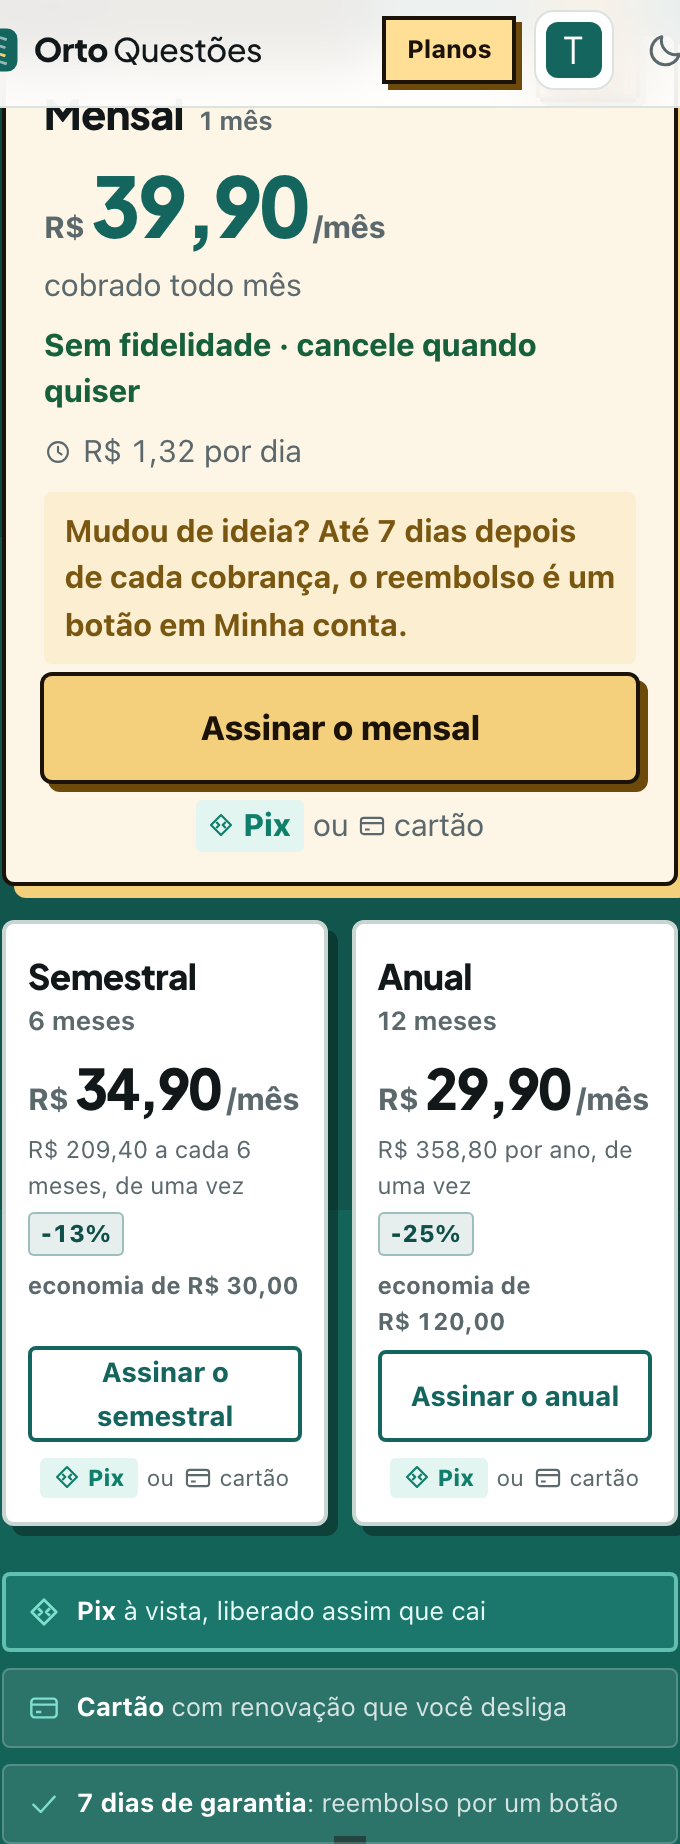 Orto Questões
Planos
T
Mensal 1 mês
R$ 39,90/mês
cobrado todo mês
Sem fidelidade · cancele quando
quiser
R$ 1,32 por dia
Mudou de ideia? Até 7 dias depois
de cada cobrança, o reembolso é um
botão em Minha conta.
Assinar o mensal
Pix ou cartão
Semestral
6 meses
R$ 34,90/mês
R$ 209,40 a cada 6
meses, de uma vez
-13%
economia de R$ 30,00
Assinar o
semestral
Pix ou cartão
Anual
12 meses
R$ 29,90/mês
R$ 358,80 por ano, de
uma vez
-25%
economia de
R$ 120,00
Assinar o anual
Pix ou cartão
Pix à vista, liberado assim que cai
Cartão com renovação que você desliga
7 dias de garantia: reembolso por um botão